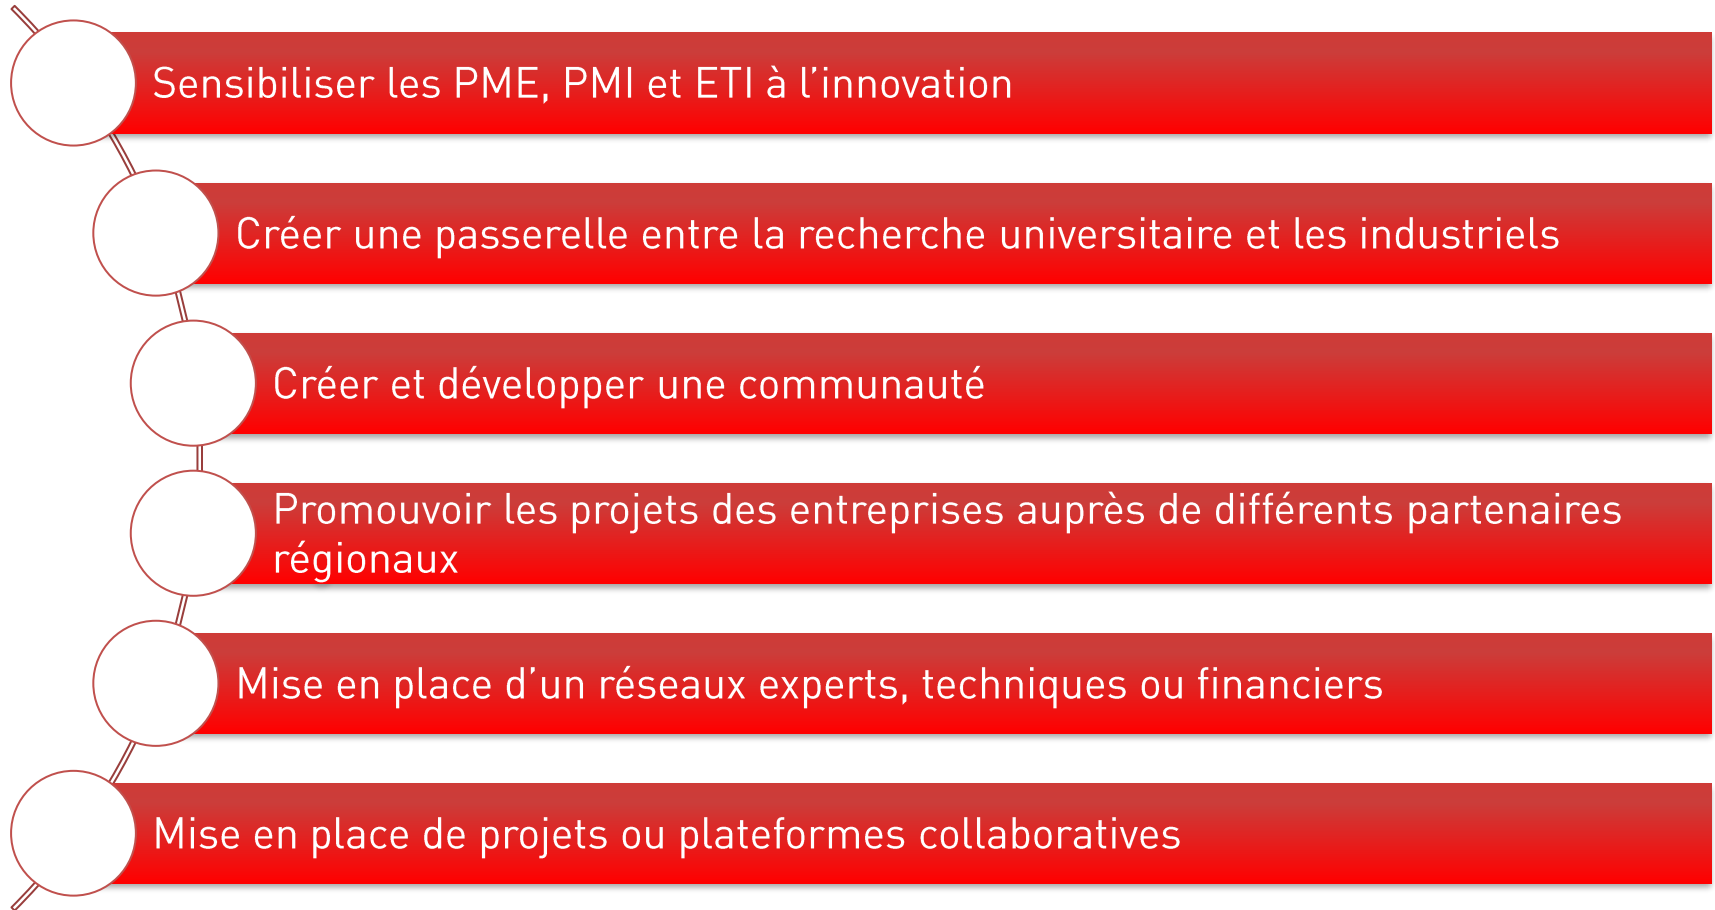 Sensibiliser les PME, PMI et ETI à l’innovation
Créer une passerelle entre la recherche universitaire et les industriels
Créer et développer une communauté
Promouvoir les projets des entreprises auprès de différents partenaires
régionaux
Mise en place d’un réseaux experts, techniques ou financiers
Mise en place de projets ou plateformes collaboratives